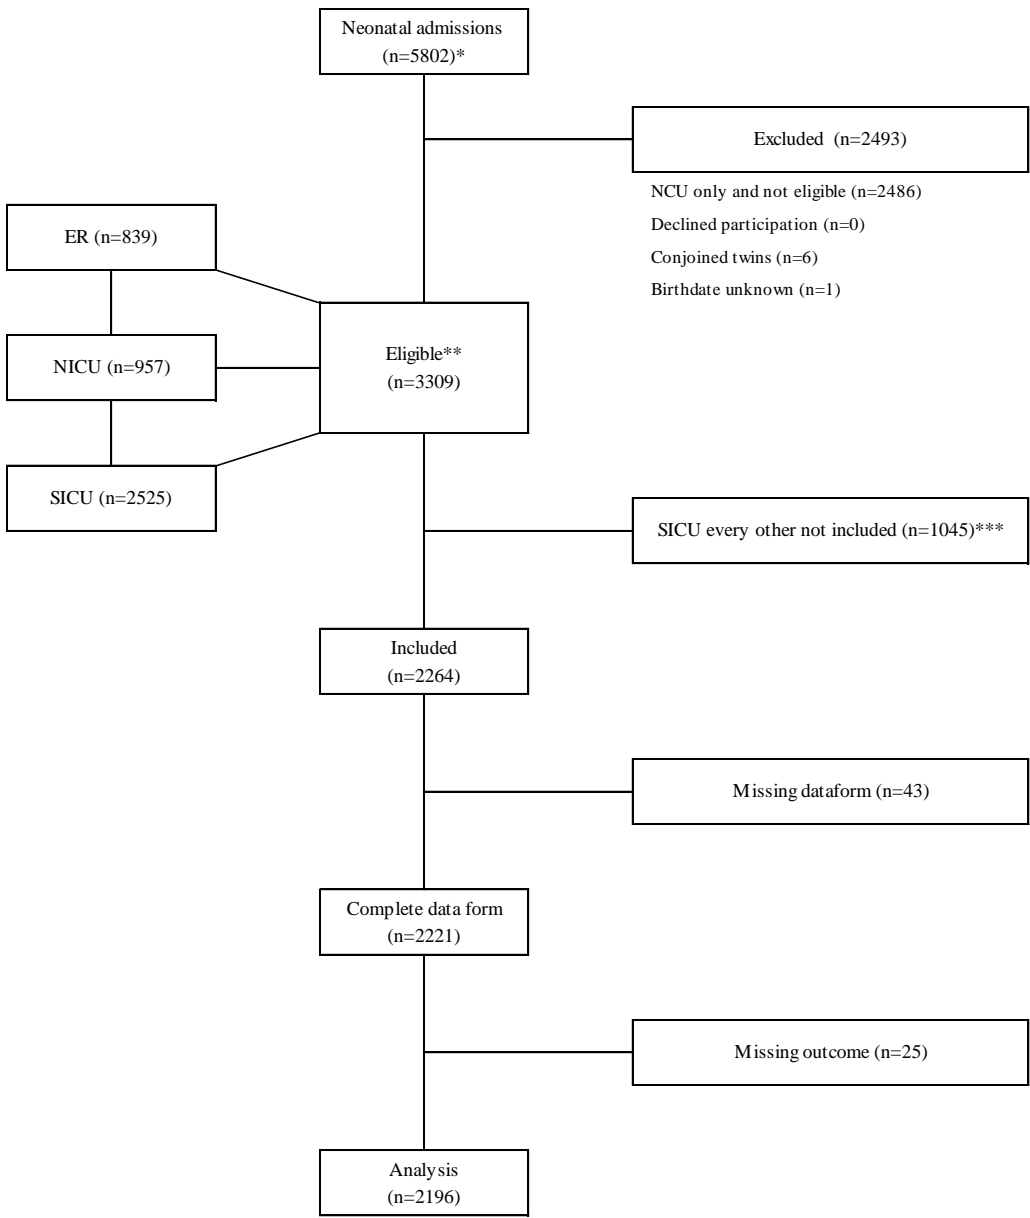 Neonatal admissions
(n=5802)*
Excluded (n=2493)
NCU only and not eligible (n=2486)
Declined participation (n=0)
Conjoined twins (n=6)
Birthdate unknown (n=1)
ER (n=839)
NICU (n=957)
SICU (n=2525)
Eligible**
(n=3309)
SICU every other not included (n=1045)***
Included
(n=2264)
Missing dataform (n=43)
Complete data form
(n=2221)
Missing outcome (n=25)
Analysis
(n=2196)